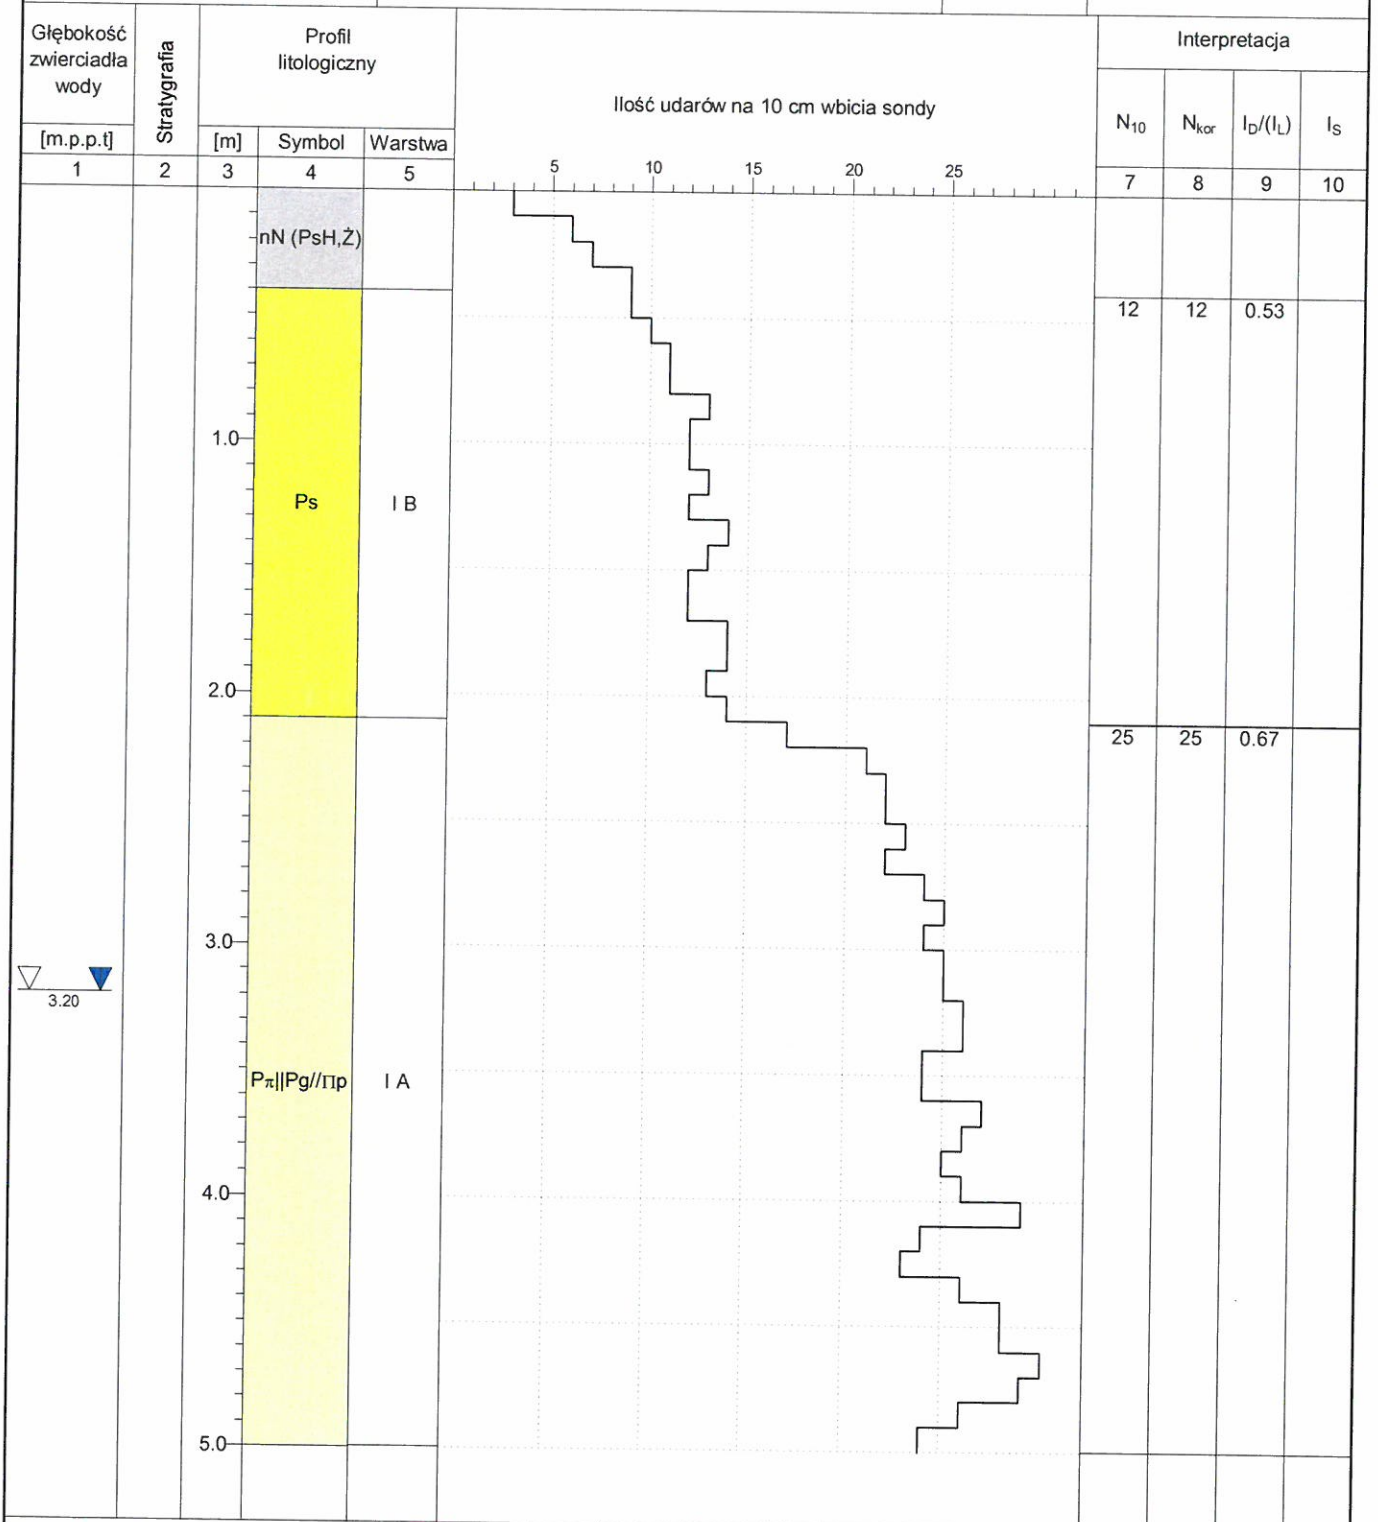 Głębokość
zwierciadła
wody
[m.p.p.t]
Stratygrafia
Profil
litologiczny
[m]
Symbol
Warstwa
Ilość udarów na 10 cm wbicia sondy
Interpretacja
N10
Nkor
ID/(IL)
IS
1
2
3
4
5
5
10
15
20
25
7
8
9
10
nN (PsH,Ż)
12
12
0.53
1.0
Ps
I B
2.0
25
25
0.67
3.0
3.20
Pπ||Pg//Πp
I A
4.0
5.0